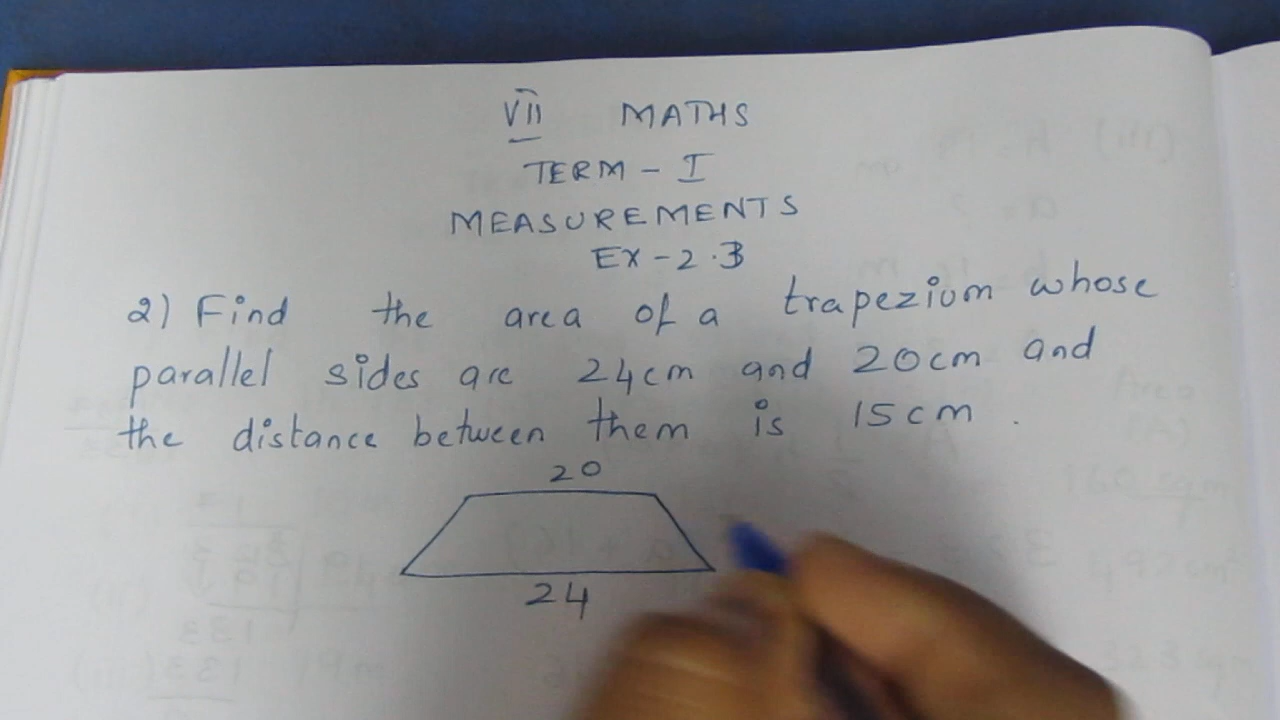 VII MATHS
TERM - I
MEASUREMENTS
EX - 2.3
2) Find the area of a trapezium whose
parallel sides are 24cm and 20cm and
the distance between them is 15cm.
20
24